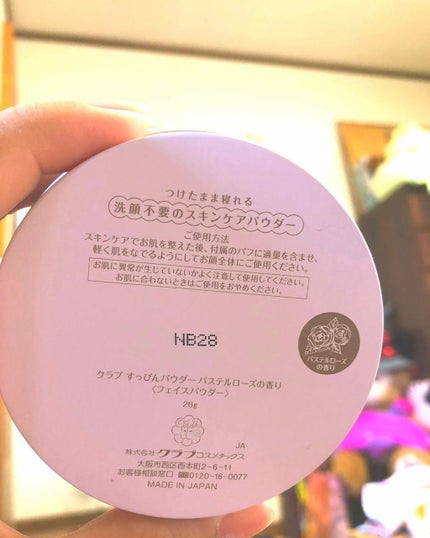 つけたまま寝れる
洗顔不要のスキンケアパウダー
ご使用方法
スキンケアでお肌を整えた後、付属のパフに適量を含ませ、
軽く肌をなでるようにしてお顔全体にご使用ください。
お肌に異常が生じていないかよく注意して使用してください。
お肌に合わないときはご使用をおやめください。
NB28
パステルローズ
の香り
クラブ すっぴんパウダー パステルローズの香り
〈フェイスパウダー〉
26g
JA
株式会社 クラブコスメチックス
大阪市西区西本町2-6-11
お客様相談窓口 0120-16-0077
MADE IN JAPAN